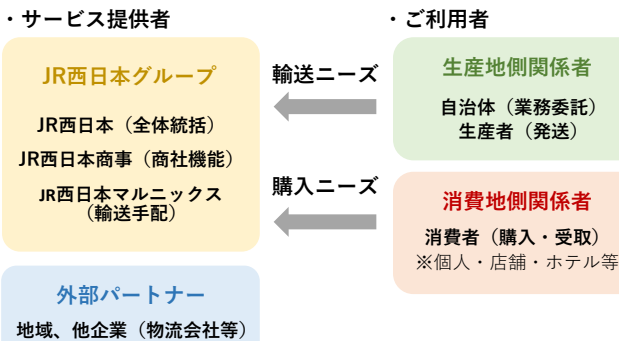 ・サービス提供者
JR西日本グループ
JR西日本（全体統括）
JR西日本商事（商社機能）
JR西日本マルニックス
（輸送手配）
外部パートナー
地域、他企業（物流会社等）
輸送ニーズ
購入ニーズ
・ご利用者
生産地側関係者
自治体（業務委託）
生産者（発送）
消費地側関係者
消費者（購入・受取）
※個人・店舗・ホテル等